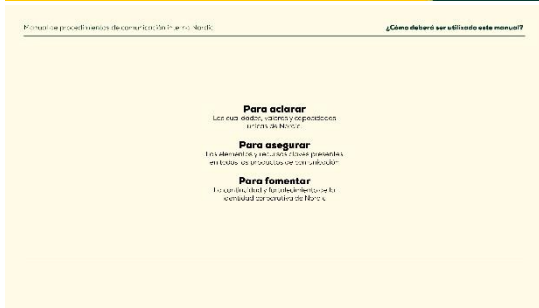 Manual de procedimientos de comunicación interna Nordic
¿Cómo deberá ser utilizado este manual?
Para aclarar
Las cualidades, valores y capacidades
únicas de Nordic
Para asegurar
Los elementos y recursos claves presentes
en todos los productos de comunicación
Para fomentar
La continuidad y fortalecimiento de la
identidad corporativa de Nordic